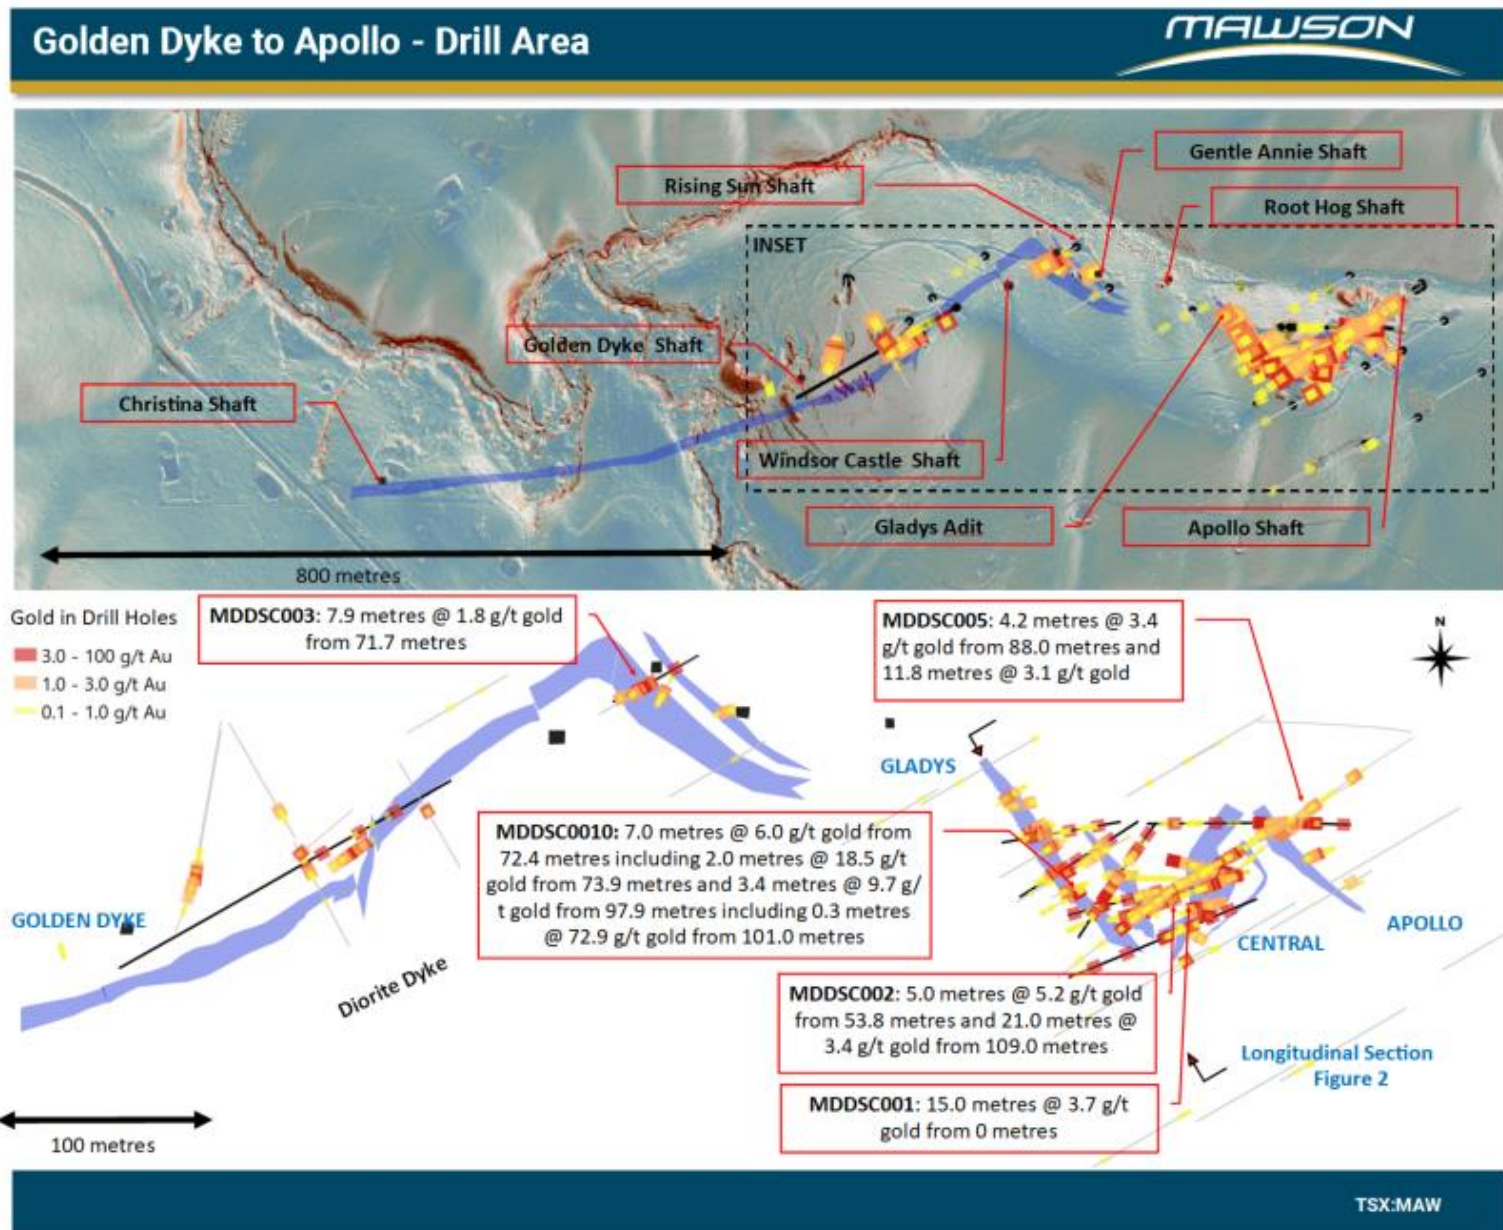 Golden Dyke to Apollo - Drill Area
MAWSON
Gentle Annie Shaft
Rising Sun Shaft
Root Hog Shaft
INSET
Golden Dyke Shaft
Christina Shaft
Windsor Castle Shaft
Gladys Adit
Apollo Shaft
800 metres
Gold in Drill Holes
3.0 - 100 g/t Au
1.0 - 3.0 g/t Au
0.1 - 1.0 g/t Au
MDDSC003: 7.9 metres @ 1.8 g/t gold
from 71.7 metres
MDDSC005: 4.2 metres @ 3.4
g/t gold from 88.0 metres and
11.8 metres @ 3.1 g/t gold
N
GLADYS
MDDSC0010: 7.0 metres @ 6.0 g/t gold from
72.4 metres including 2.0 metres @ 18.5 g/t
gold from 73.9 metres and 3.4 metres @ 9.7 g/
t gold from 97.9 metres including 0.3 metres
@ 72.9 g/t gold from 101.0 metres
GOLDEN DYKE
APOLLO
CENTRAL
Diorite Dyke
MDDSC002: 5.0 metres @ 5.2 g/t gold
from 53.8 metres and 21.0 metres @
3.4 g/t gold from 109.0 metres
Longitudinal Section
Figure 2
MDDSC001: 15.0 metres @ 3.7 g/t
gold from 0 metres
100 metres
TSX:MAW